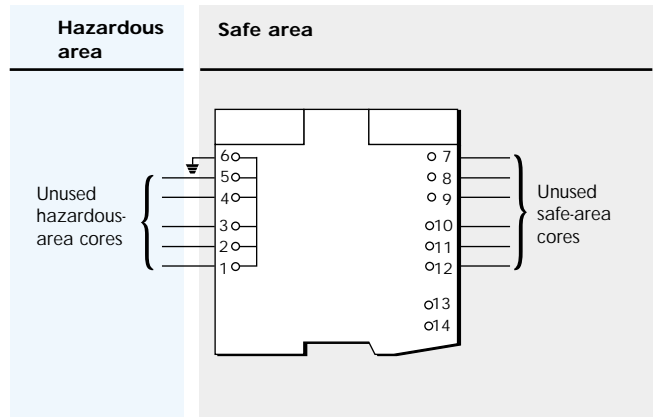 Hazardous
area
Safe area
Unused
hazardous-
area cores
6
5
4
3
2
1
7
8
9
10
11
12
13
14
Unused
safe-area
cores